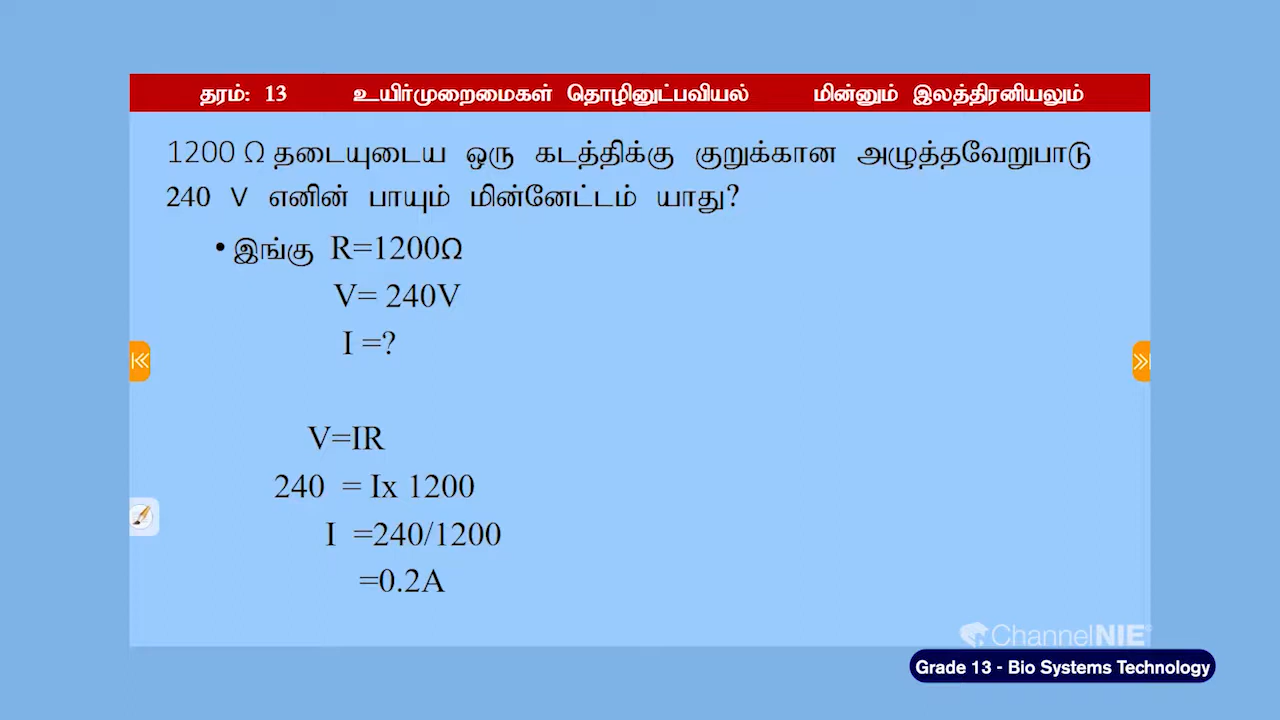 தரம்: 13 உயிர்முறைமைகள் தொழினுட்பவியல் மின்னும் இலத்திரனியலும்
1200 Ω தடையுடைய ஒரு கடத்திக்கு குறுக்கான அழுத்தவேறுபாடு
240 V எனின் பாயும் மின்னேட்டம் யாது?
• இங்கு R=1200Ω
V= 240V
I =?
V=IR
240 = Ix 1200
I =240/1200
=0.2A
ChannelNIE
Grade 13 - Bio Systems Technology